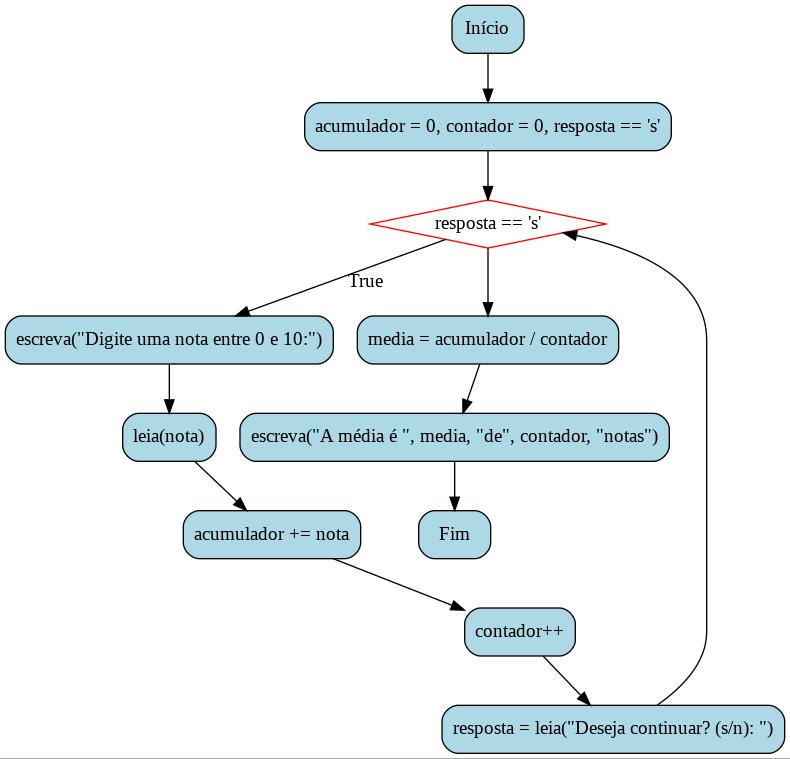 Início
acumulador = 0, contador = 0, resposta == 's'
resposta == 's'
True
escreva("Digite uma nota entre 0 e 10:")
media = acumulador / contador
leia(nota)
escreva("A média é ", media, "de", contador, "notas")
acumulador += nota
Fim
contador++
resposta = leia("Deseja continuar? (s/n): ")